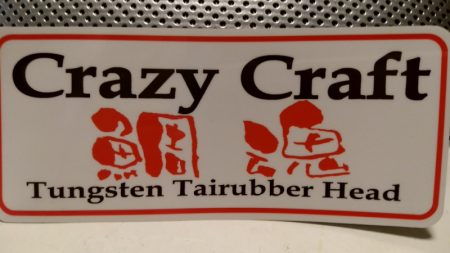 Crazy Craft
鯛魂
Tungsten Tairubber Head